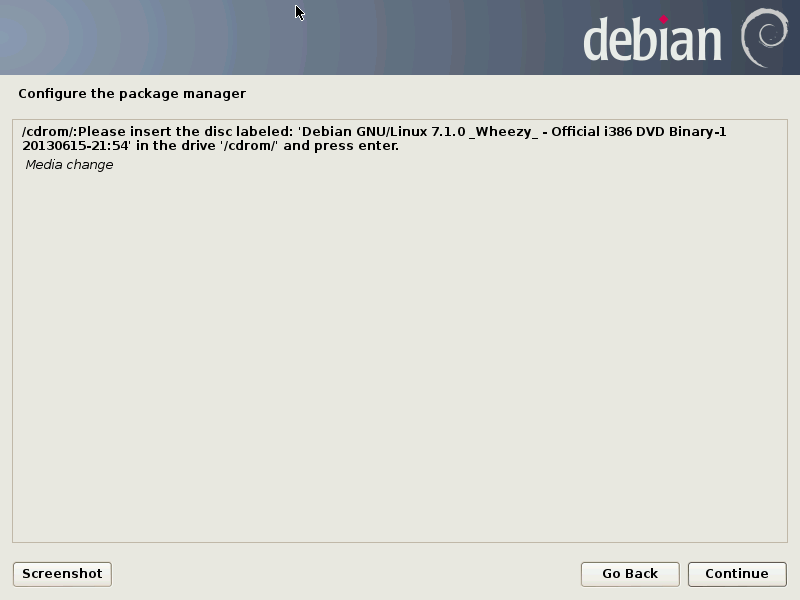 debian
Configure the package manager
/cdrom/:Please insert the disc labeled: 'Debian GNU/Linux 7.1.0 _Wheezy_ - Official i386 DVD Binary-1
20130615-21:54' in the drive '/cdrom/' and press enter.
Media change
Screenshot
Go Back
Continue